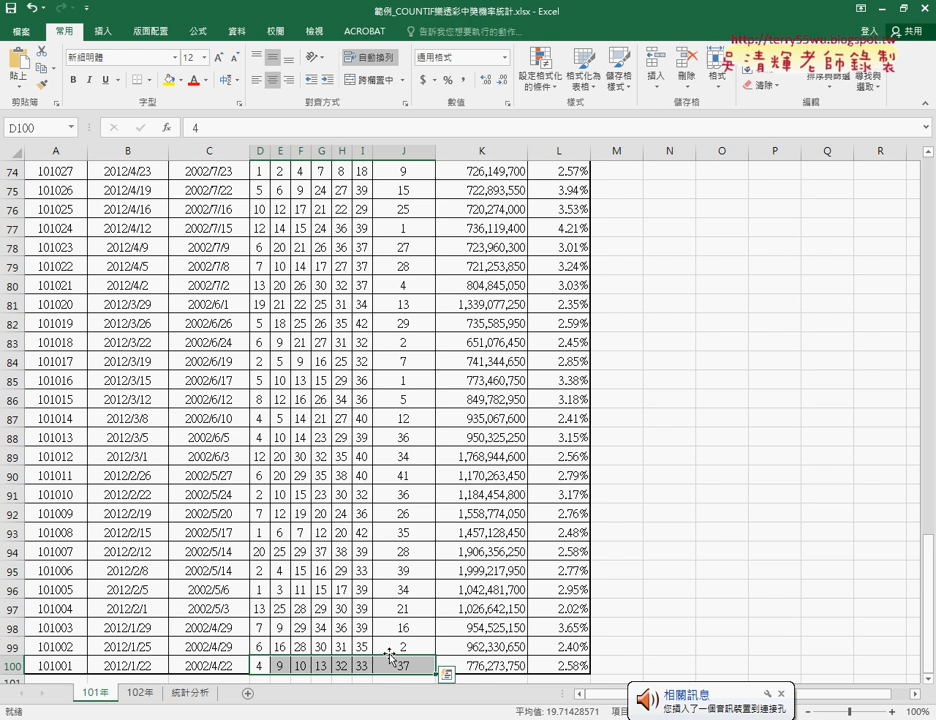 範例_COUNTIF樂透彩中獎機率統計.xlsx - Excel
檔案 常用 插入 版面配置 公式 資料 校閱 檢視 ACROBAT 告訴我您想要執行的動作... 登入 共用
http://terry55wu.blogspot.tw
吳清輝老師錄製
貼上 新細明體 12 自動換列 通用格式 設定格式化的條件 格式化為表格 儲存格樣式 插入 刪除 格式
B I U 跨欄置中 $ % 清除 排序與篩選 尋找與選取
剪貼簿 字型 對齊方式 數值 樣式 儲存格 編輯
D100 fx 4
A B C D E F G H I J K L M N O P Q R
74 101027 2012/4/23 2002/7/23 1 2 4 7 8 18 9 726,149,700 2.57%
75 101026 2012/4/19 2002/7/22 5 6 9 24 27 39 15 722,893,550 3.94%
76 101025 2012/4/16 2002/7/16 10 12 17 21 22 29 25 720,274,000 3.53%
77 101024 2012/4/12 2002/7/15 12 14 15 24 36 39 1 736,119,400 4.21%
78 101023 2012/4/9 2002/7/9 6 20 21 26 36 37 27 723,960,300 3.01%
79 101022 2012/4/5 2002/7/8 7 10 14 17 27 37 28 721,253,850 3.24%
80 101021 2012/4/2 2002/7/2 13 20 26 30 32 37 4 804,845,050 3.03%
81 101020 2012/3/29 2002/6/1 19 21 22 25 31 34 13 1,339,077,250 2.35%
82 101019 2012/3/26 2002/6/26 5 18 25 26 35 42 29 735,585,950 2.59%
83 101018 2012/3/22 2002/6/24 6 9 21 27 31 32 2 651,076,450 2.45%
84 101017 2012/3/19 2002/6/19 2 5 9 16 25 32 7 741,344,650 2.85%
85 101016 2012/3/15 2002/6/17 5 10 13 15 29 36 1 773,460,750 3.38%
86 101015 2012/3/12 2002/6/12 8 12 16 26 34 36 5 849,782,950 3.18%
87 101014 2012/3/8 2002/6/10 4 5 14 21 27 40 12 935,067,600 2.41%
88 101013 2012/3/5 2002/6/5 4 10 14 23 29 39 36 950,325,250 3.15%
89 101012 2012/3/1 2002/6/3 12 20 30 32 35 40 34 1,768,944,600 2.56%
90 101011 2012/2/26 2002/5/27 6 20 29 35 38 40 41 1,170,263,450 2.79%
91 101010 2012/2/22 2002/5/24 2 10 15 23 30 32 36 1,184,454,800 3.17%
92 101009 2012/2/19 2002/5/20 7 12 19 20 24 36 26 1,558,774,050 2.76%
93 101008 2012/2/15 2002/5/17 1 6 7 12 20 42 35 1,457,128,450 2.48%
94 101007 2012/2/12 2002/5/14 20 25 29 37 38 39 28 1,906,356,250 2.58%
95 101006 2012/2/8 2002/5/14 2 4 15 16 29 33 39 1,999,217,950 2.77%
96 101005 2012/2/5 2002/5/6 1 3 11 15 17 39 34 1,042,481,700 2.95%
97 101004 2012/2/1 2002/5/3 13 25 28 29 30 39 21 1,026,642,150 2.02%
98 101003 2012/1/29 2002/4/29 7 9 29 34 36 39 16 954,525,150 3.65%
99 101002 2012/1/25 2002/4/29 6 16 28 30 31 35 2 962,330,650 2.40%
100 101001 2012/1/22 2002/4/22 4 9 10 13 32 33 37 776,273,750 2.58%
101年 102年 統計分析
相關訊息
您插入了一個音訊裝置到連接孔
就緒 平均值: 19.71428571 項目 100%